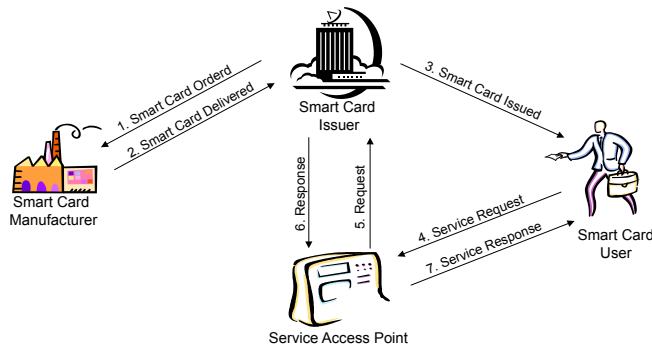 Smart Card
Issuer
1. Smart Card Orderd
2. Smart Card Delivered
3. Smart Card Issued
Smart Card
Manufacturer
6. Response
5. Request
4. Service Request
7. Service Response
Smart Card
User
Service Access Point